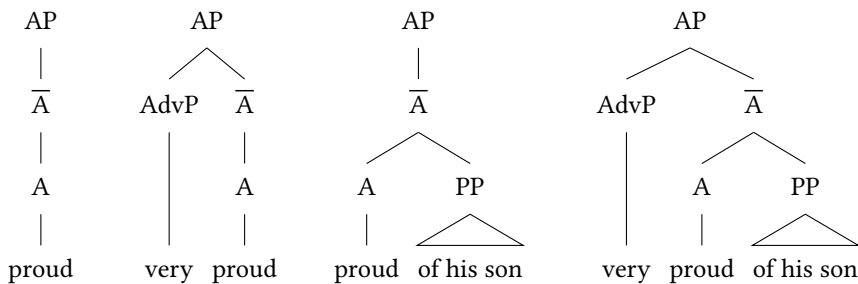 AP AP AP AP
A̅ AdvP A̅ A̅ AdvP A̅
A A A PP A PP
proud very proud proud of his son very proud of his son